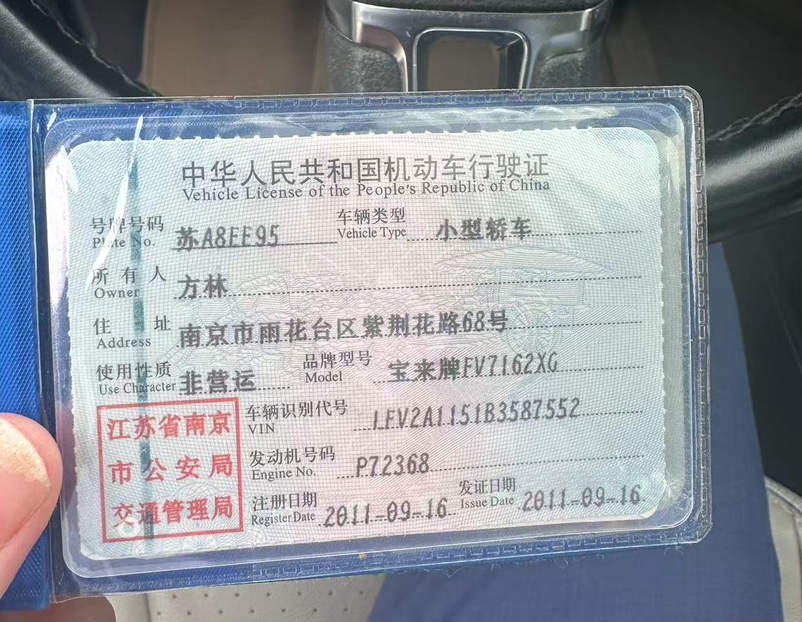 中华人民共和国机动车行驶证
Vehicle License of the People's Republic of China
号牌号码 苏A8EE95 车辆类型 小型轿车
Plate No. Vehicle Type
所有人 方林
Owner
住址 南京市雨花台区紫荆花路68号
Address
使用性质 非营运 品牌型号 宝来牌FV7162XG
Use Character Model
江苏省南京
市公安局
交通管理局
车辆识别代号 LFV2A1151B3587552
VIN
发动机号码 P72368
Engine No.
注册日期 2011-09-16 发证日期 2011-09-16
Register Date Issue Date